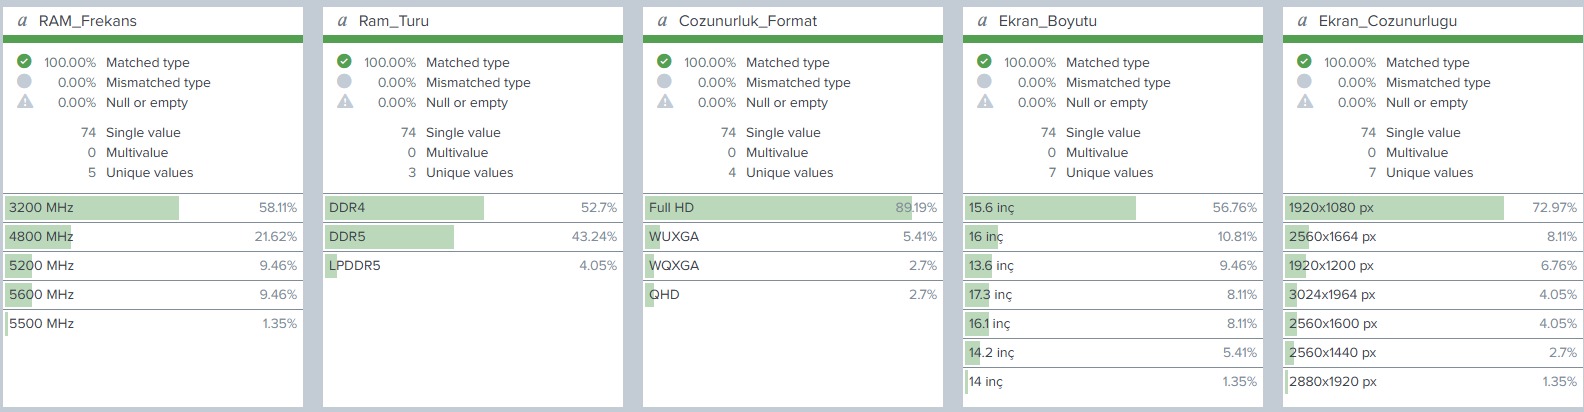 a RAM_Frekans
100.00% Matched type
0.00% Mismatched type
0.00% Null or empty
74 Single value
0 Multivalue
5 Unique values
3200 MHz 58.11%
4800 MHz 21.62%
5200 MHz 9.46%
5600 MHz 9.46%
5500 MHz 1.35%
a Ram_Turu
100.00% Matched type
0.00% Mismatched type
0.00% Null or empty
74 Single value
0 Multivalue
3 Unique values
DDR4 52.7%
DDR5 43.24%
LPDDR5 4.05%
a Cozunurluk_Format
100.00% Matched type
0.00% Mismatched type
0.00% Null or empty
74 Single value
0 Multivalue
4 Unique values
Full HD 89.19%
WUXGA 5.41%
WQXGA 2.7%
QHD 2.7%
a Ekran_Boyutu
100.00% Matched type
0.00% Mismatched type
0.00% Null or empty
74 Single value
0 Multivalue
7 Unique values
15.6 inç 56.76%
16 inç 10.81%
13.6 inç 9.46%
17.3 inç 8.11%
16.1 inç 8.11%
14.2 inç 5.41%
14 inç 1.35%
a Ekran_Cozunurlugu
100.00% Matched type
0.00% Mismatched type
0.00% Null or empty
74 Single value
0 Multivalue
7 Unique values
1920x1080 px 72.97%
2560x1664 px 8.11%
1920x1200 px 6.76%
3024x1964 px 4.05%
2560x1600 px 4.05%
2560x1440 px 2.7%
2880x1920 px 1.35%